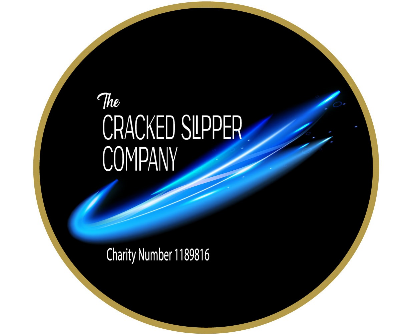 The
CRACKED SLIPPER
COMPANY
Charity Number 1189816